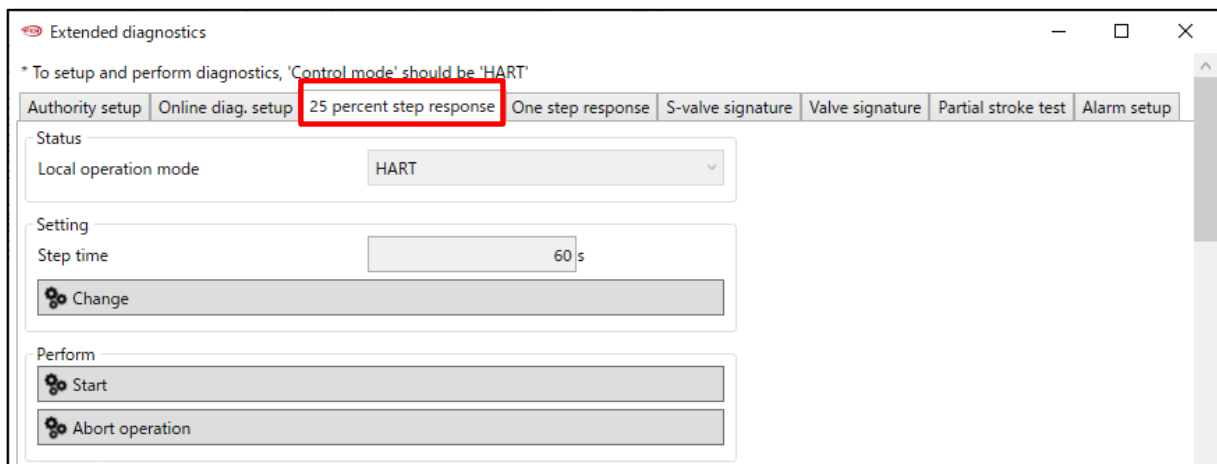 Extended diagnostics
* To setup and perform diagnostics, 'Control mode' should be 'HART'
Authority setup Online diag. setup 25 percent step response One step response S-valve signature Valve signature Partial stroke test Alarm setup
Status
Local operation mode HART
Setting
Step time 60 s
Change
Perform
Start
Abort operation